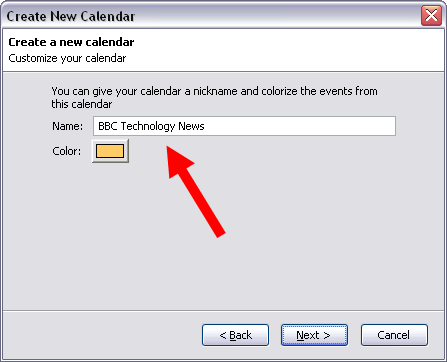 Create New Calendar
Create a new calendar
Customize your calendar
You can give your calendar a nickname and colorize the events from
this calendar
Name: BBC Technology News
Color:
< Back Next > Cancel